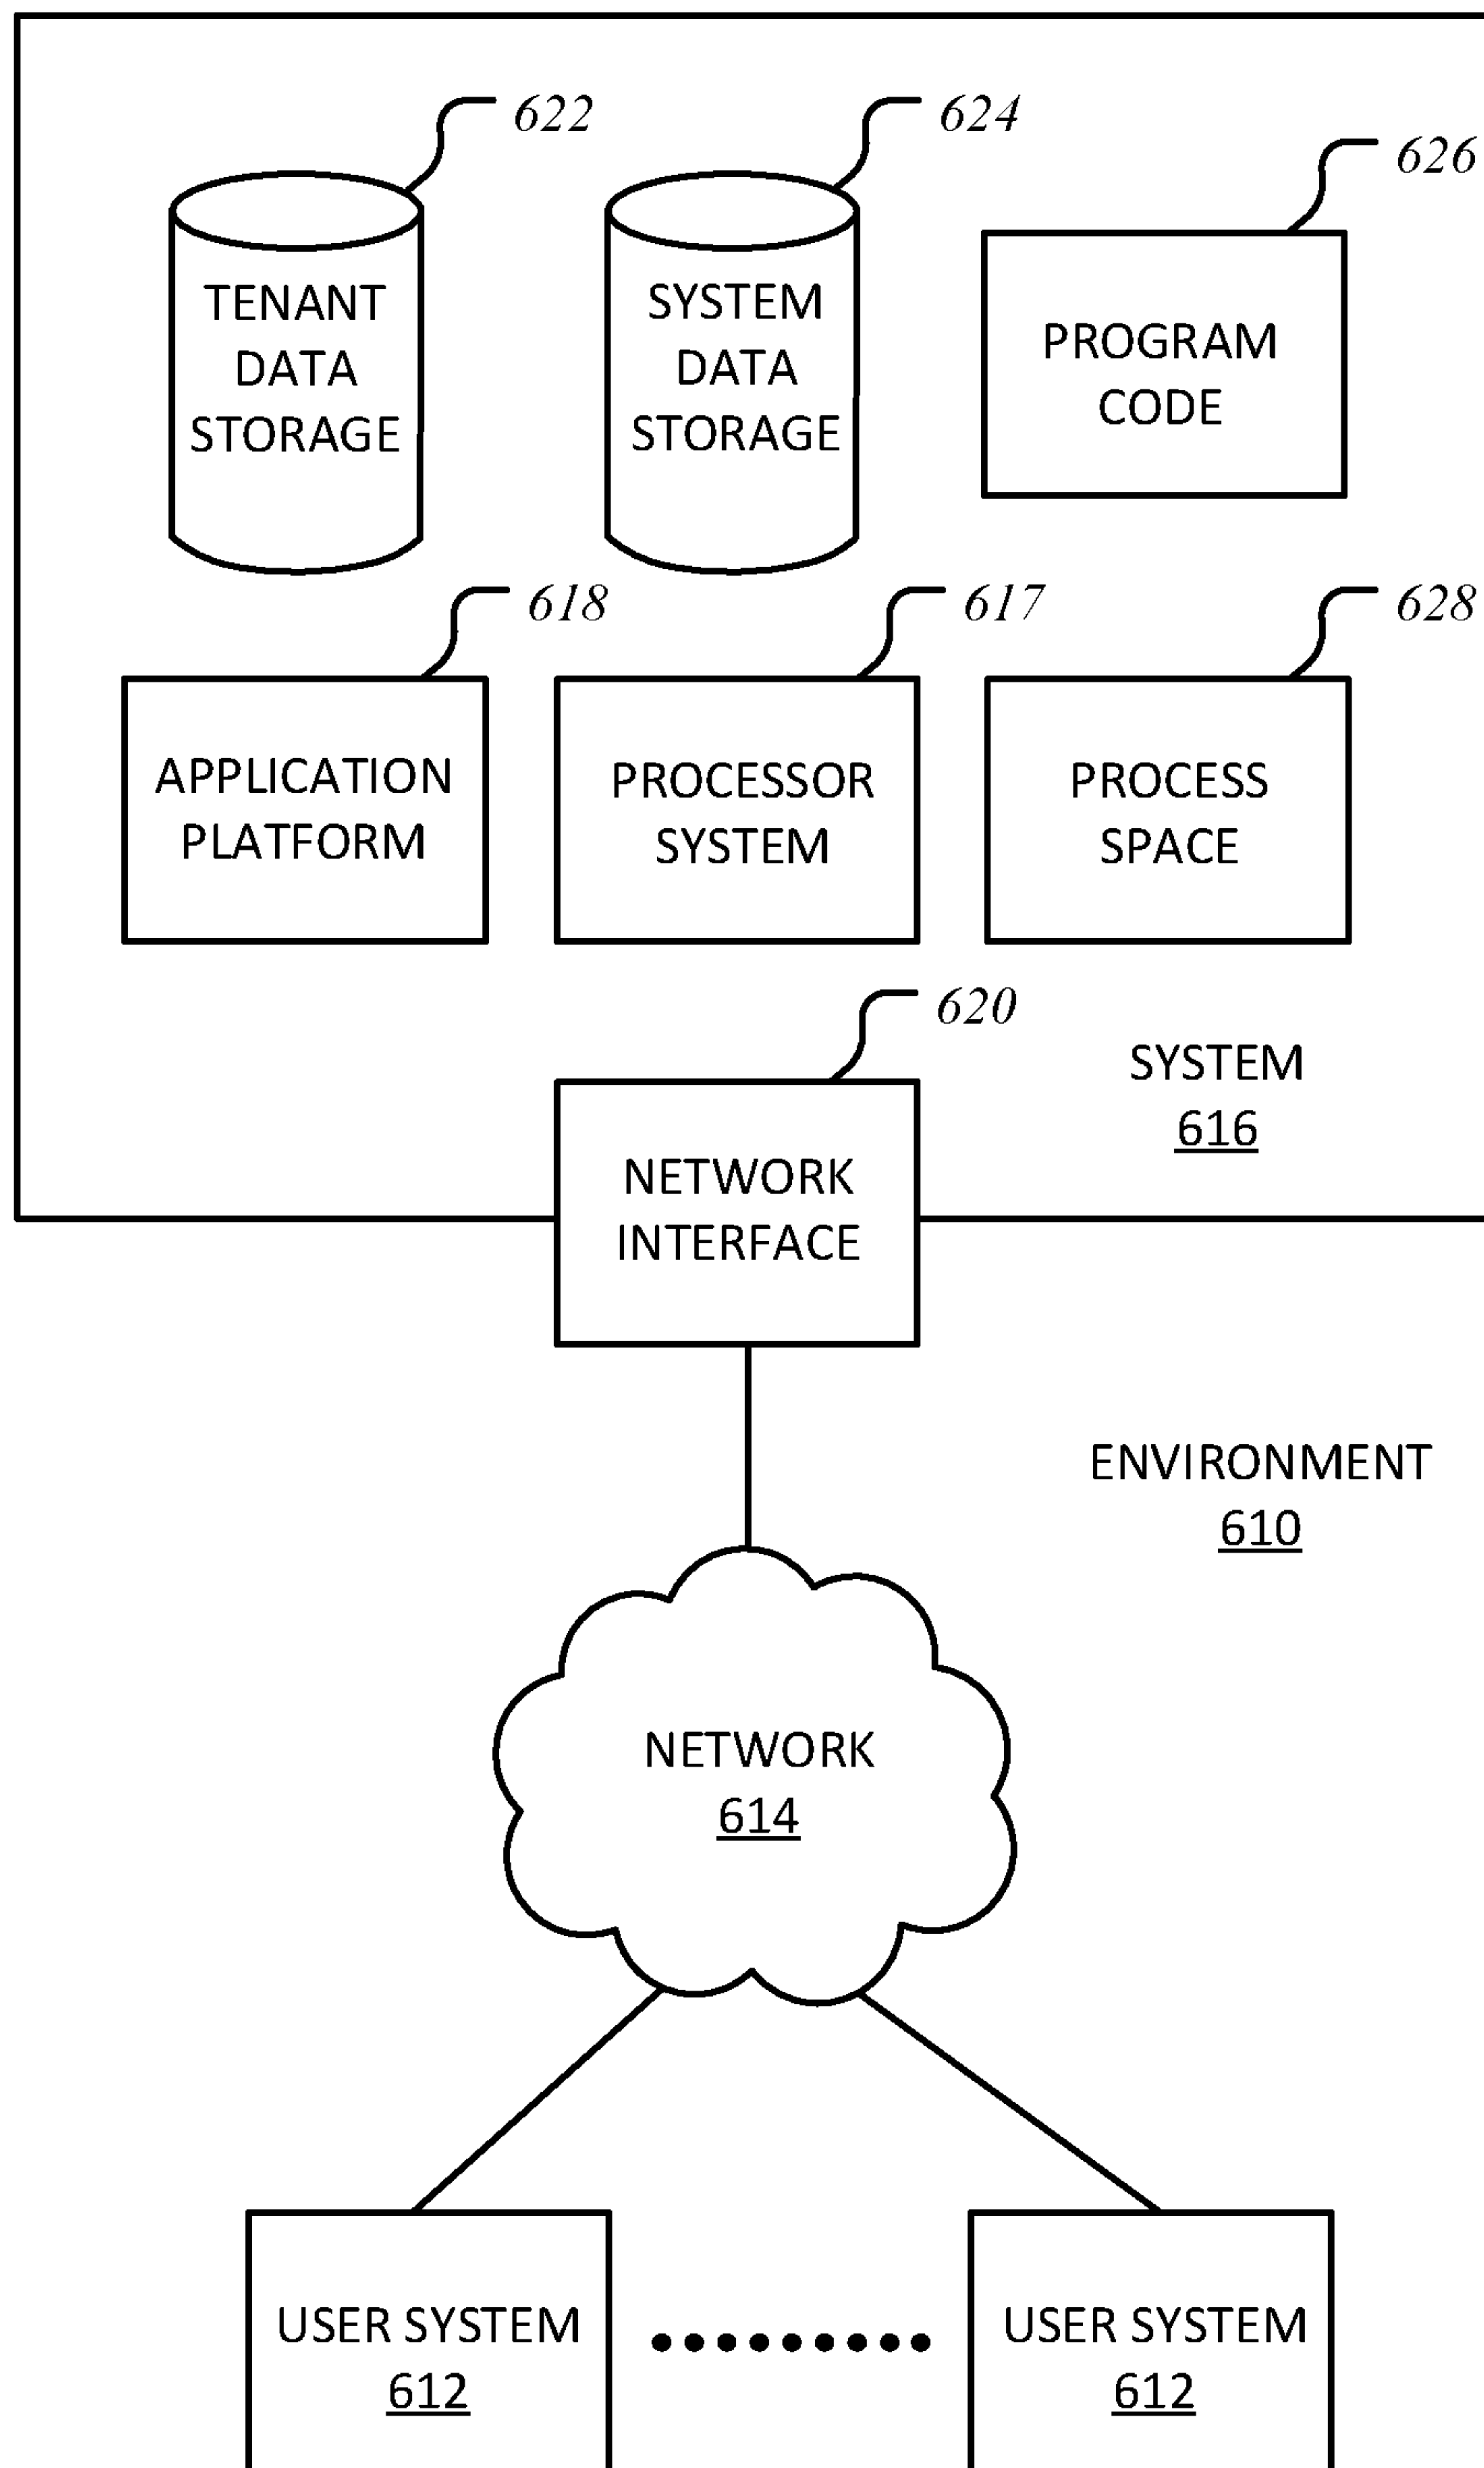 622
624
626
TENANT
DATA
STORAGE
SYSTEM
DATA
STORAGE
PROGRAM
CODE
618
617
628
APPLICATION
PLATFORM
PROCESSOR
SYSTEM
PROCESS
SPACE
620
SYSTEM
616
NETWORK
INTERFACE
ENVIRONMENT
610
NETWORK
614
USER SYSTEM
612
USER SYSTEM
612